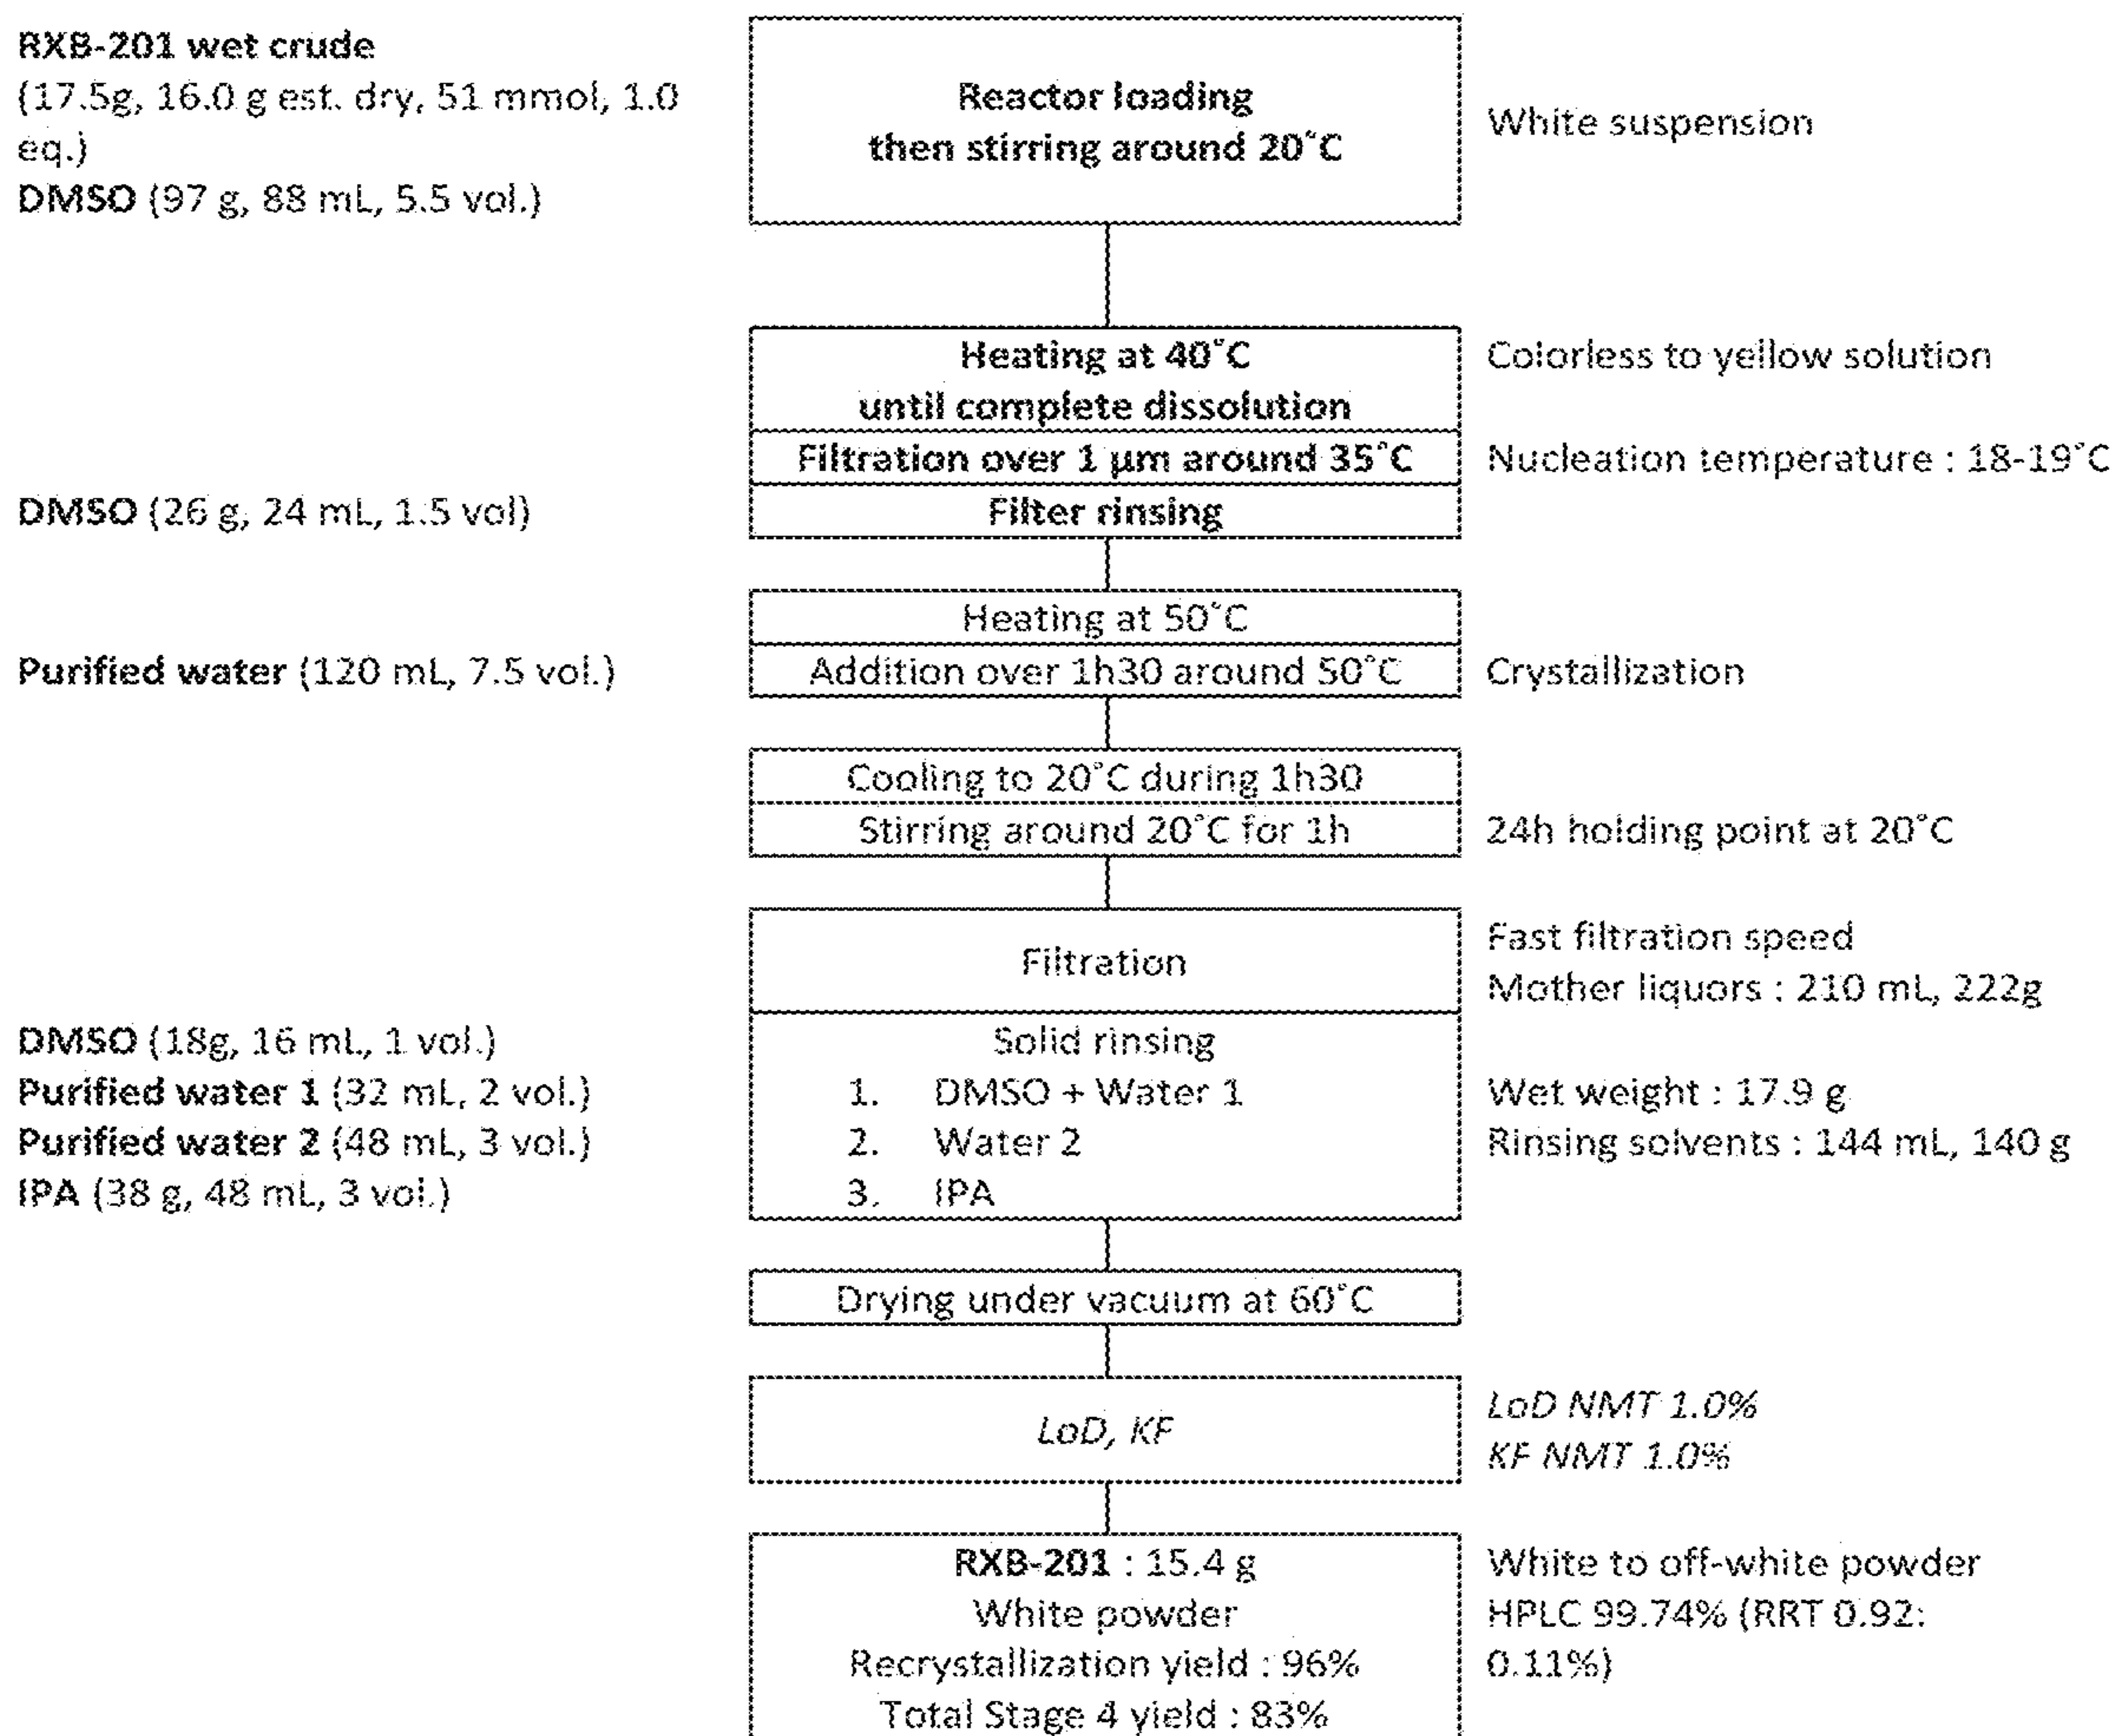 RXB-201 wet crude
(17.5g, 16.0 g est. dry, 51 mmol, 1.0
eq.)
DMSO (97 g, 88 mL, 5.5 vol.)
Reactor loading
then stirring around 20°C
White suspension
Heating at 40°C
until complete dissolution
Colorless to yellow solution
Filtration over 1 µm around 35°C
Nucleation temperature : 18-19°C
DMSO (26 g, 24 mL, 1.5 vol)
Filter rinsing
Heating at 50°C
Purified water (120 mL, 7.5 vol.)
Addition over 1h30 around 50°C
Crystallization
Cooling to 20°C during 1h30
Stirring around 20°C for 1h
24h holding point at 20°C
Filtration
Fast filtration speed
Mother liquors : 210 mL, 222g
DMSO (18g, 16 mL, 1 vol.)
Purified water 1 (32 mL, 2 vol.)
Purified water 2 (48 mL, 3 vol.)
IPA (38 g, 48 mL, 3 vol.)
Solid rinsing
1. DMSO + Water 1
2. Water 2
3. IPA
Wet weight : 17.9 g
Rinsing solvents : 144 mL, 140 g
Drying under vacuum at 60°C
LoD, KF
LoD NMT 1.0%
KF NMT 1.0%
RXB-201 : 15.4 g
White powder
Recrystallization yield : 96%
Total Stage 4 yield : 83%
White to off-white powder
HPLC 99.74% (RRT 0.92:
0.11%)